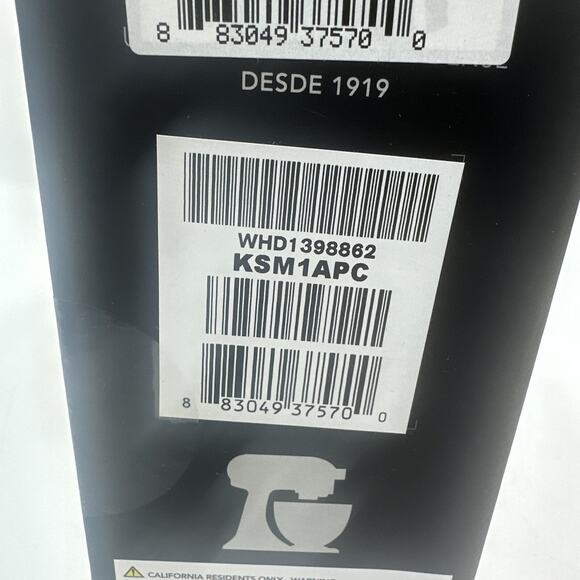 8 83049 37570 0
DESDE 1919
WHD1398862
KSM1APC
8 83049 37570 0
CALIFORNIA RESIDENTS ONLY